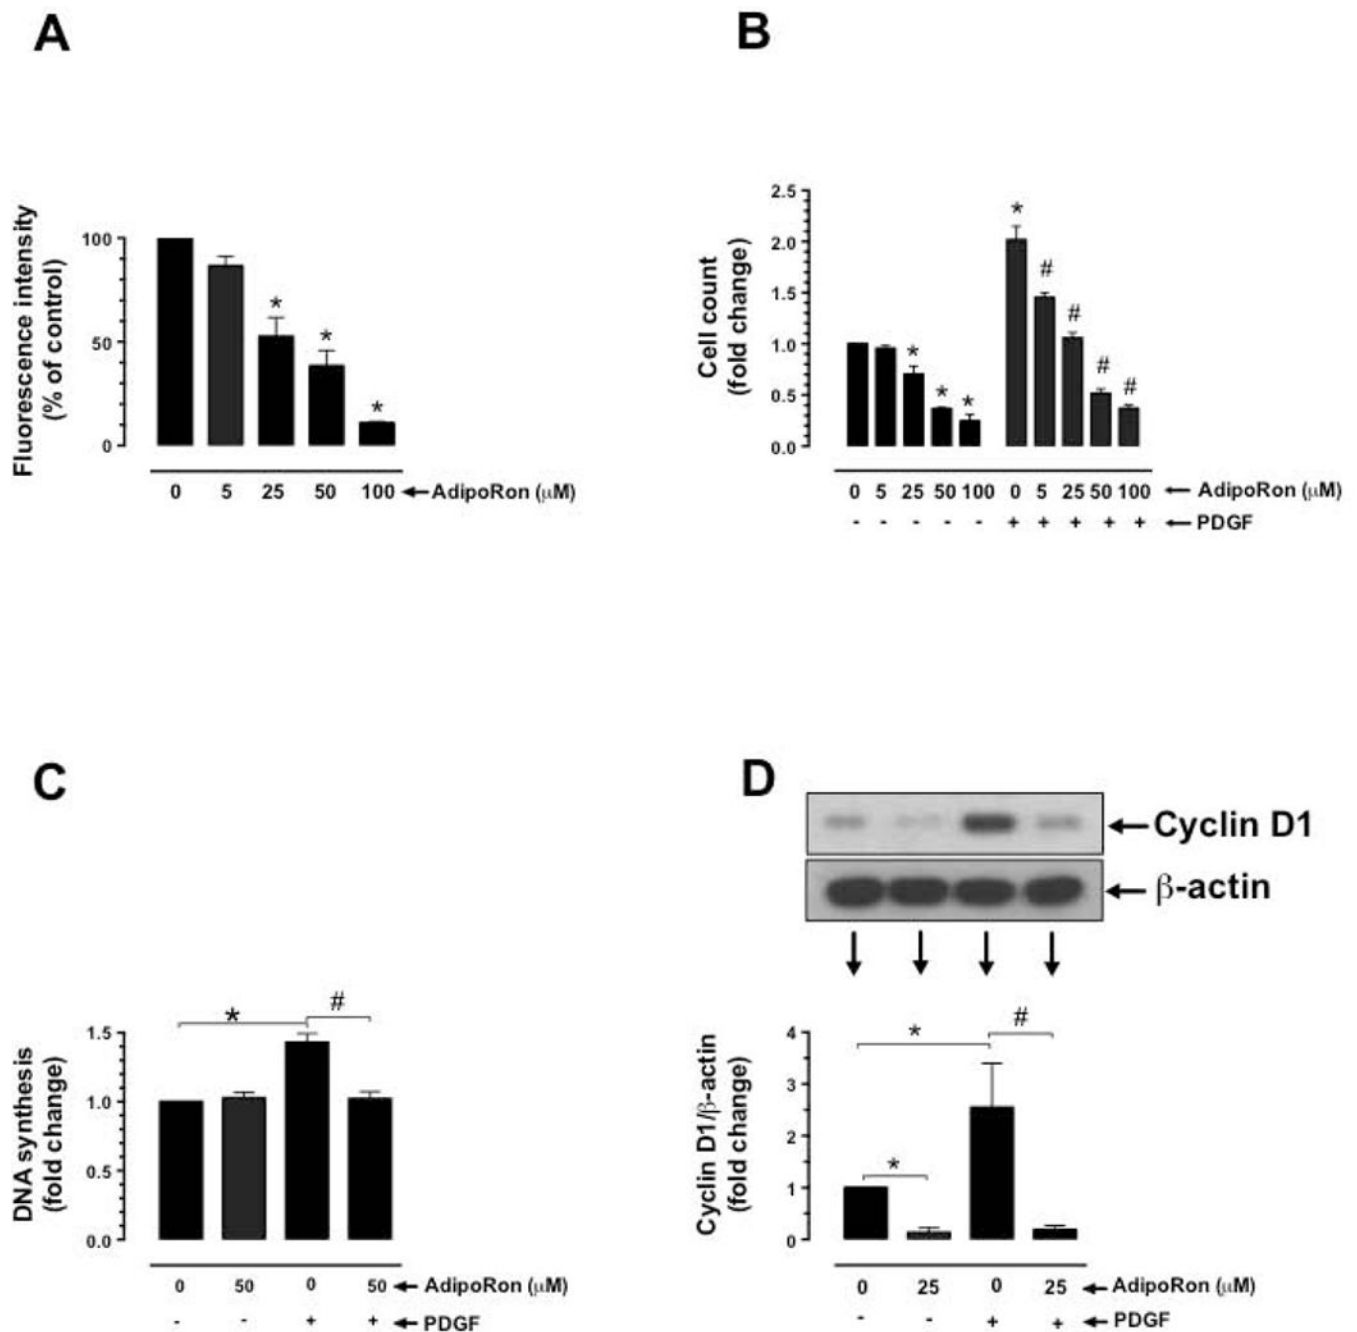 A
Fluorescence intensity
(% of control)
100
50
0
*
*
*
0 5 25 50 100 ←AdipoRon (μM)
B
Cell count
(fold change)
2.5
2.0
1.5
1.0
0.5
0.0
* * *
* # # # #
0 5 25 50 100 0 5 25 50 100 ← AdipoRon (μM)
- - - - - + + + + + ← PDGF
C
DNA synthesis
(fold change)
1.5
1.0
0.5
0.0
* #
0 50 0 50 ← AdipoRon (μM)
- - + + ← PDGF
D
← Cyclin D1
← β-actin
Cyclin D1/β-actin
(fold change)
4
3
2
1
0
* #
*
0 25 0 25 ← AdipoRon (μM)
- - + + ← PDGF